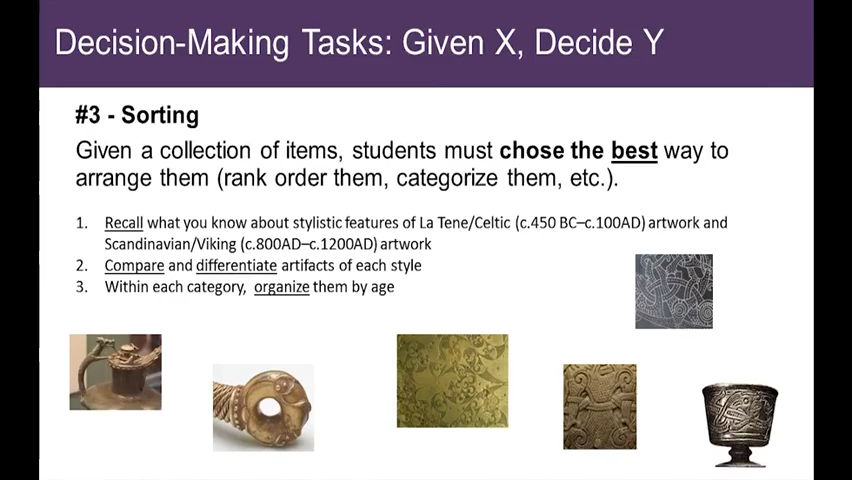 Decision-Making Tasks: Given X, Decide Y
#3 - Sorting
Given a collection of items, students must chose the best way to
arrange them (rank order them, categorize them, etc.).
1. Recall what you know about stylistic features of La Tene/Celtic (c.450 BC–c.100AD) artwork and
Scandinavian/Viking (c.800AD–c.1200AD) artwork
2. Compare and differentiate artifacts of each style
3. Within each category, organize them by age